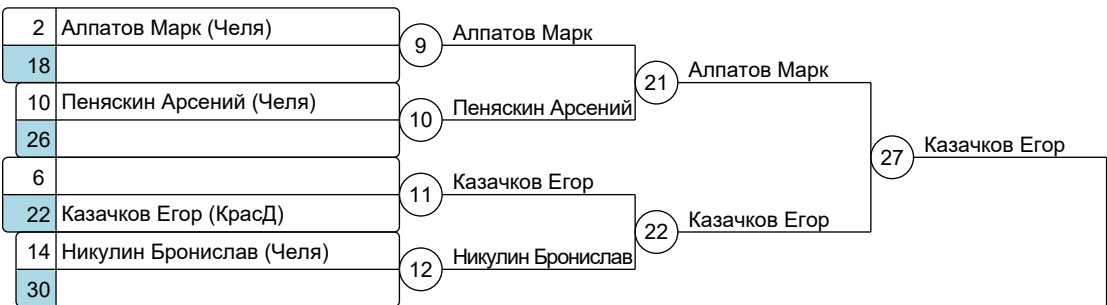 2 Алпатов Марк (Челя)
18
9 Алпатов Марк
10 Пеняскин Арсений (Челя)
26
10 Пеняскин Арсений
21 Алпатов Марк
6
22 Казачков Егор (КрасД)
11 Казачков Егор
14 Никулин Бронислав (Челя)
30
12 Никулин Бронислав
22 Казачков Егор
27 Казачков Егор